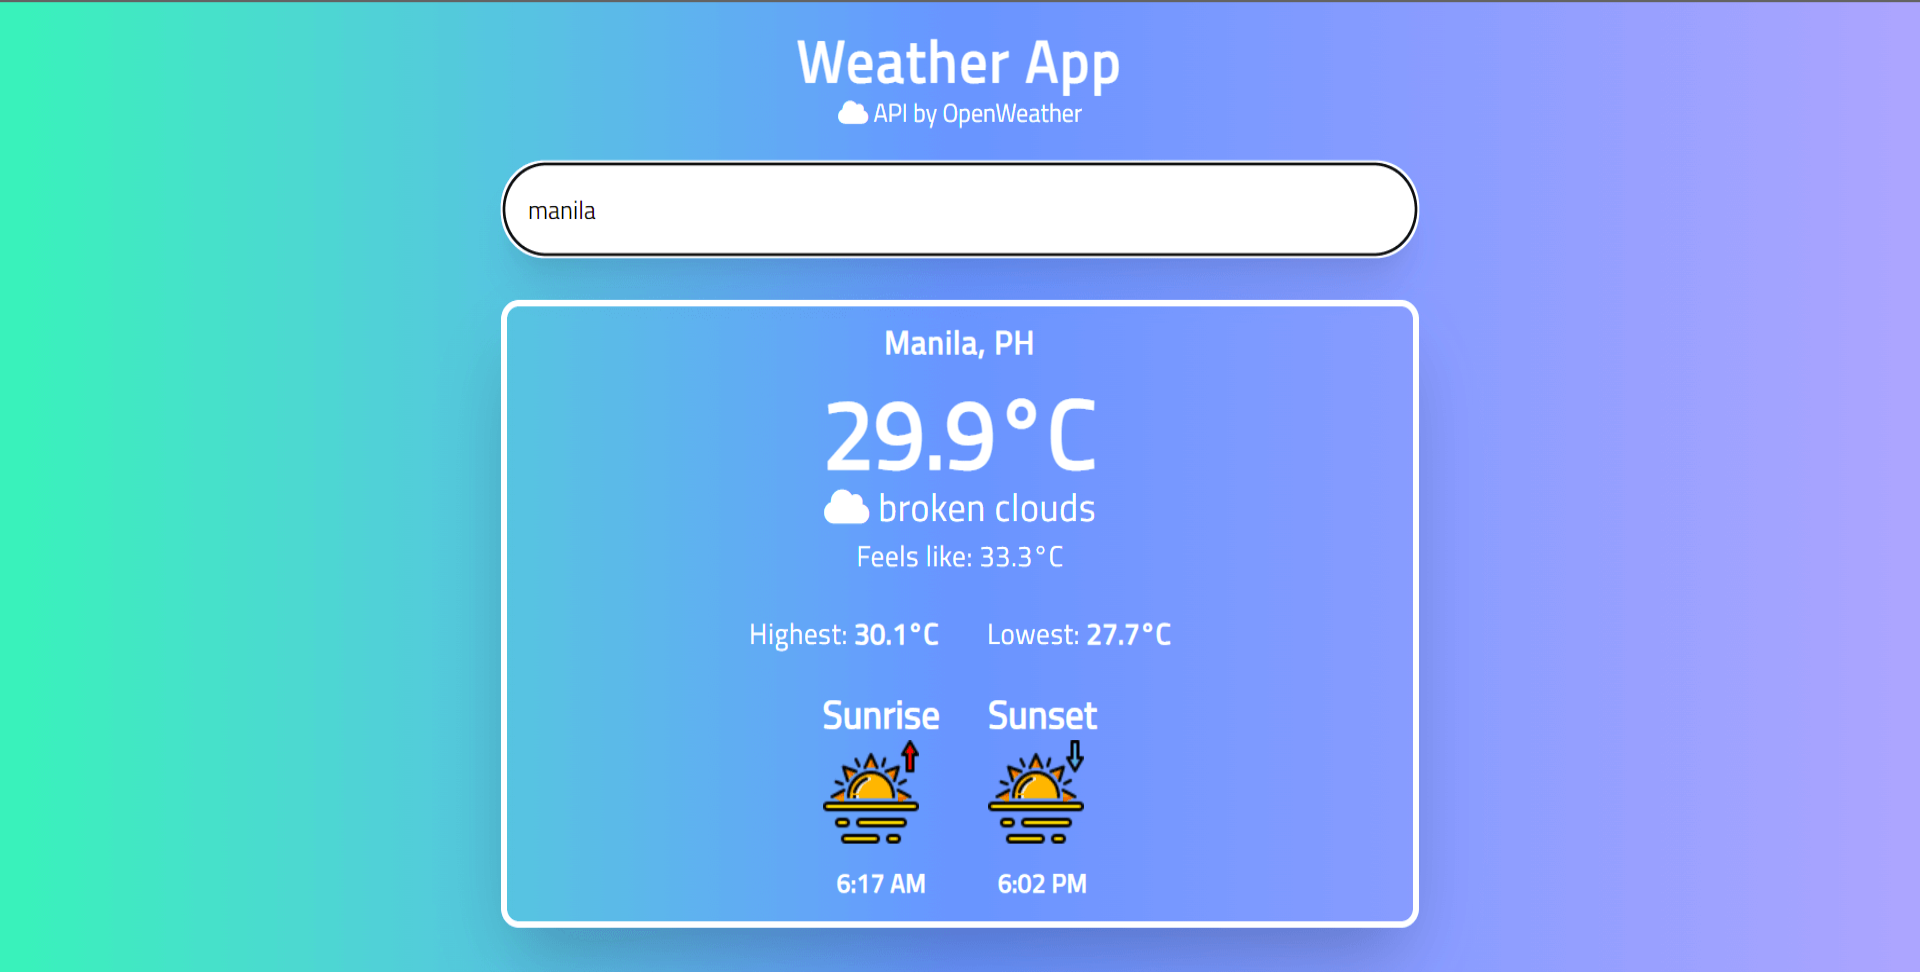 Weather App
API by OpenWeather
manila
Manila, PH
29.9°C
broken clouds
Feels like: 33.3°C
Highest: 30.1°C Lowest: 27.7°C
Sunrise Sunset
6:17 AM 6:02 PM